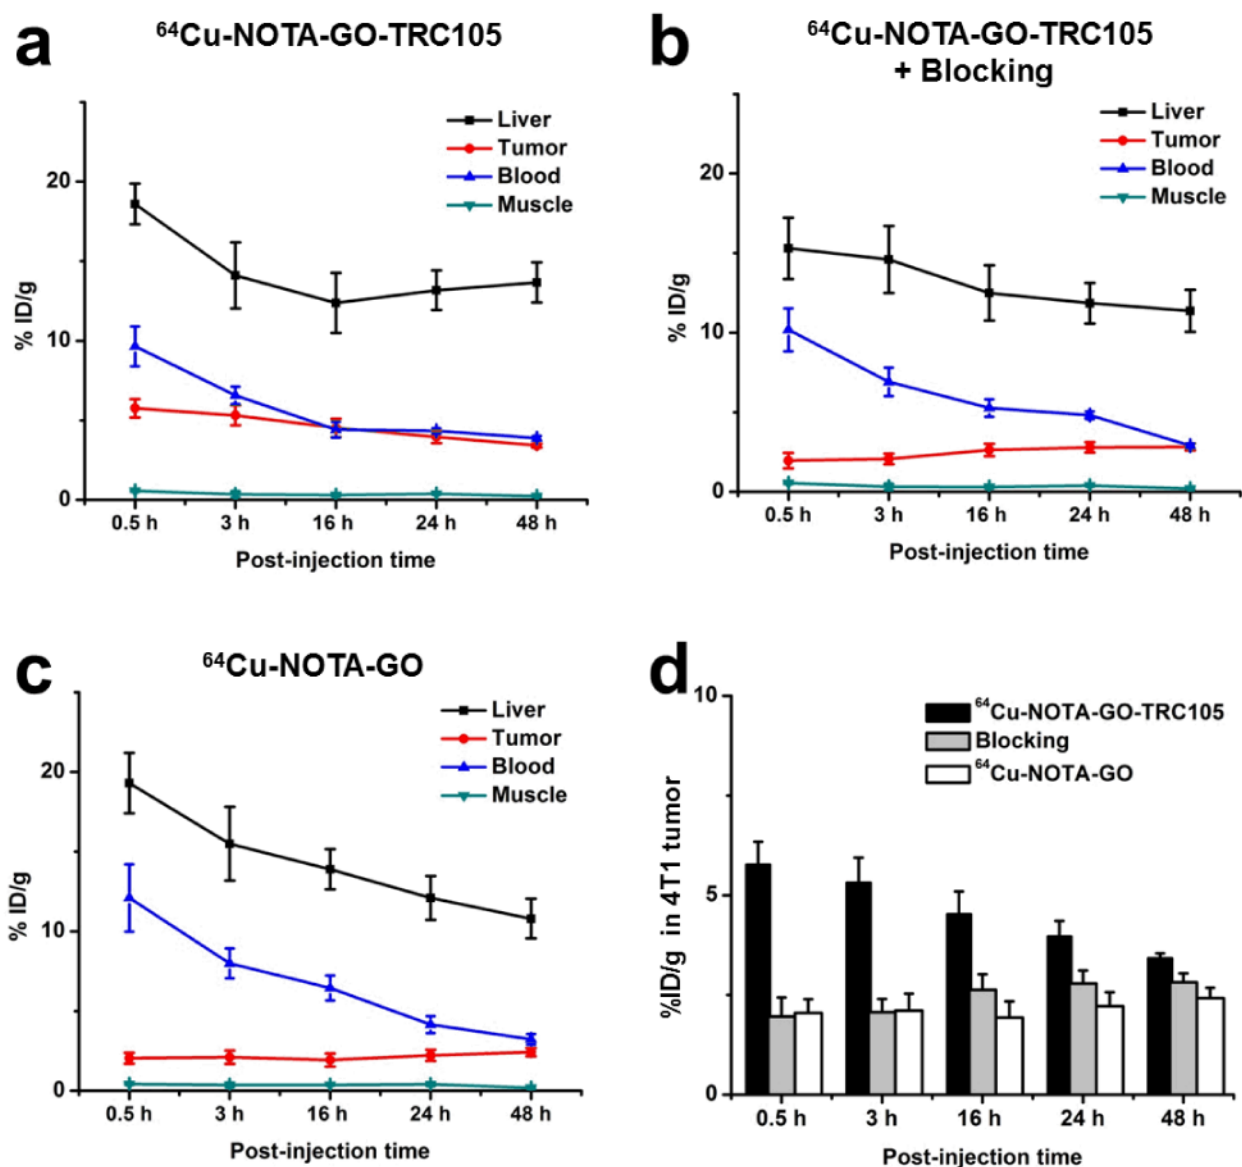 a
⁶⁴Cu-NOTA-GO-TRC105
Liver
Tumor
Blood
Muscle
20
10
0
% ID/g
0.5 h 3 h 16 h 24 h 48 h
Post-injection time
b
⁶⁴Cu-NOTA-GO-TRC105
+ Blocking
Liver
Tumor
Blood
Muscle
20
10
0
% ID/g
0.5 h 3 h 16 h 24 h 48 h
Post-injection time
c
⁶⁴Cu-NOTA-GO
Liver
Tumor
Blood
Muscle
20
10
0
% ID/g
0.5 h 3 h 16 h 24 h 48 h
Post-injection time
d
⁶⁴Cu-NOTA-GO-TRC105
Blocking
⁶⁴Cu-NOTA-GO
10
5
0
%ID/g in 4T1 tumor
0.5 h 3 h 16 h 24 h 48 h
Post-injection time